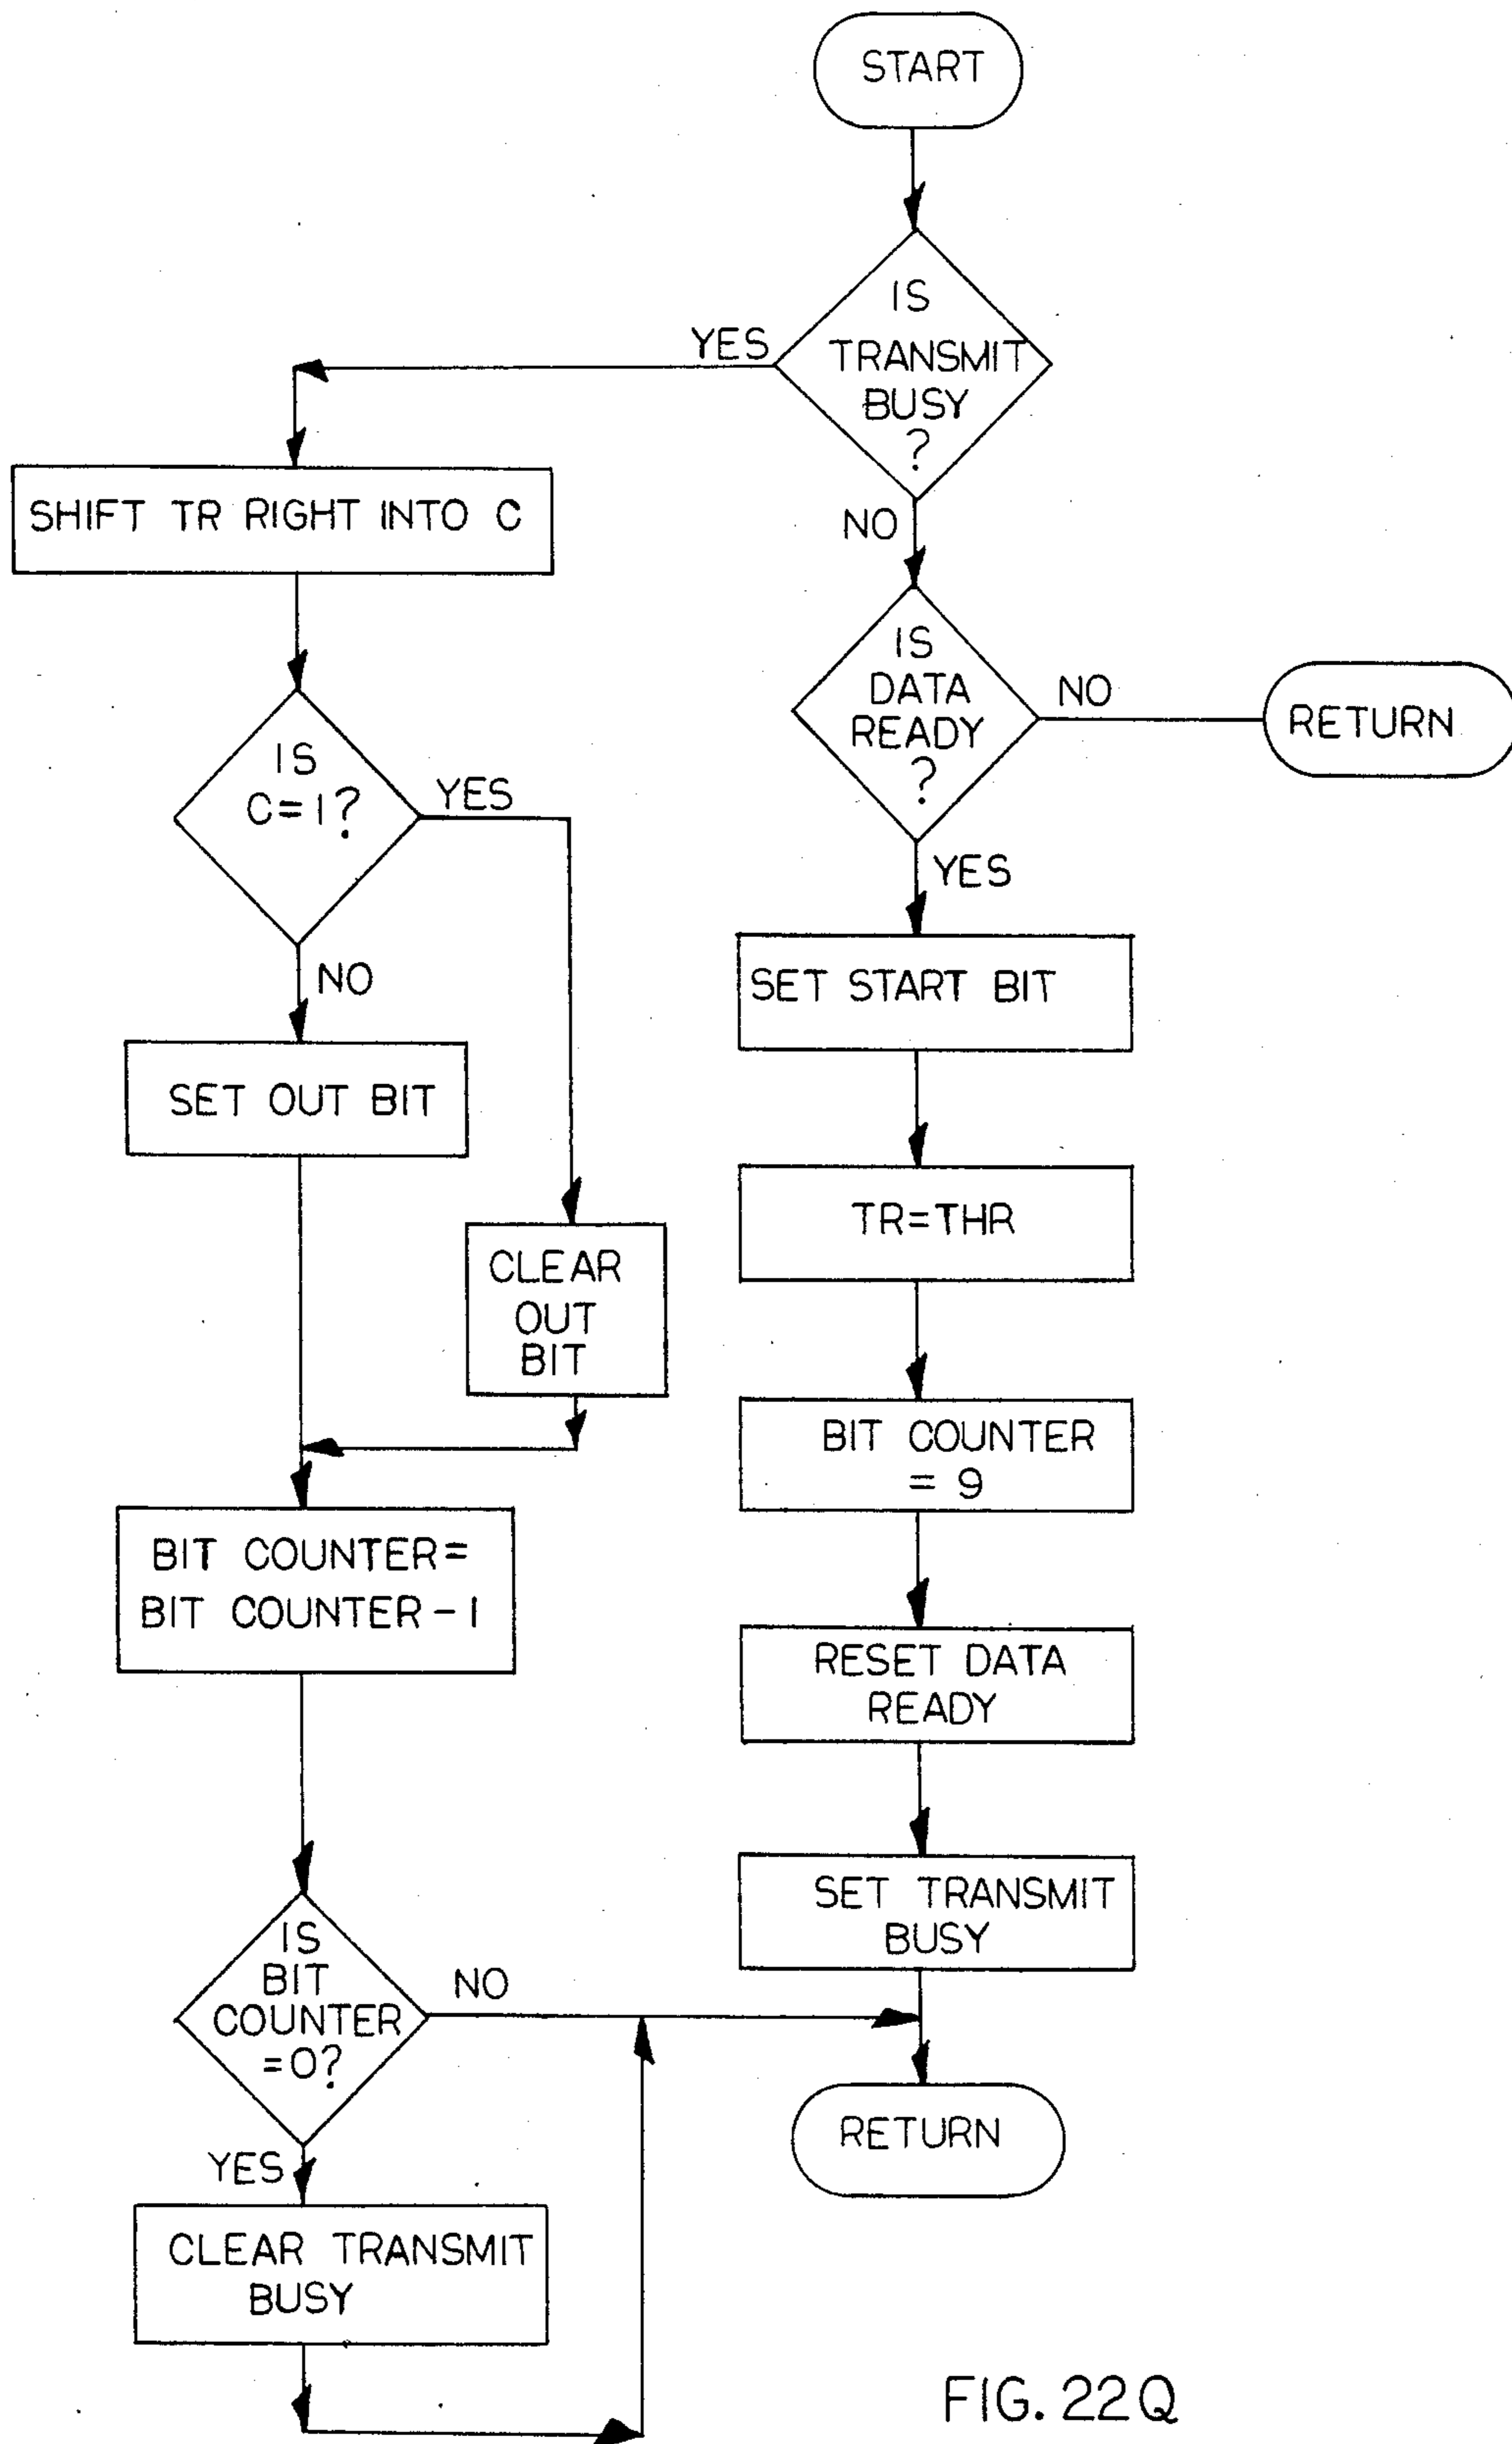 START
IS
TRANSMIT
BUSY
?
YES
NO
SHIFT TR RIGHT INTO C
IS
C=1?
YES
NO
SET OUT BIT
CLEAR
OUT
BIT
BIT COUNTER=
BIT COUNTER-1
IS
BIT
COUNTER
=0?
NO
YES
CLEAR TRANSMIT
BUSY
IS
DATA
READY
?
NO
RETURN
YES
SET START BIT
TR=THR
BIT COUNTER
= 9
RESET DATA
READY
SET TRANSMIT
BUSY
RETURN
FIG. 22Q